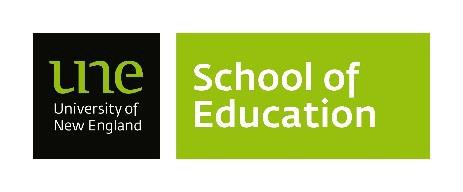 une
University of
New England
School of
Education